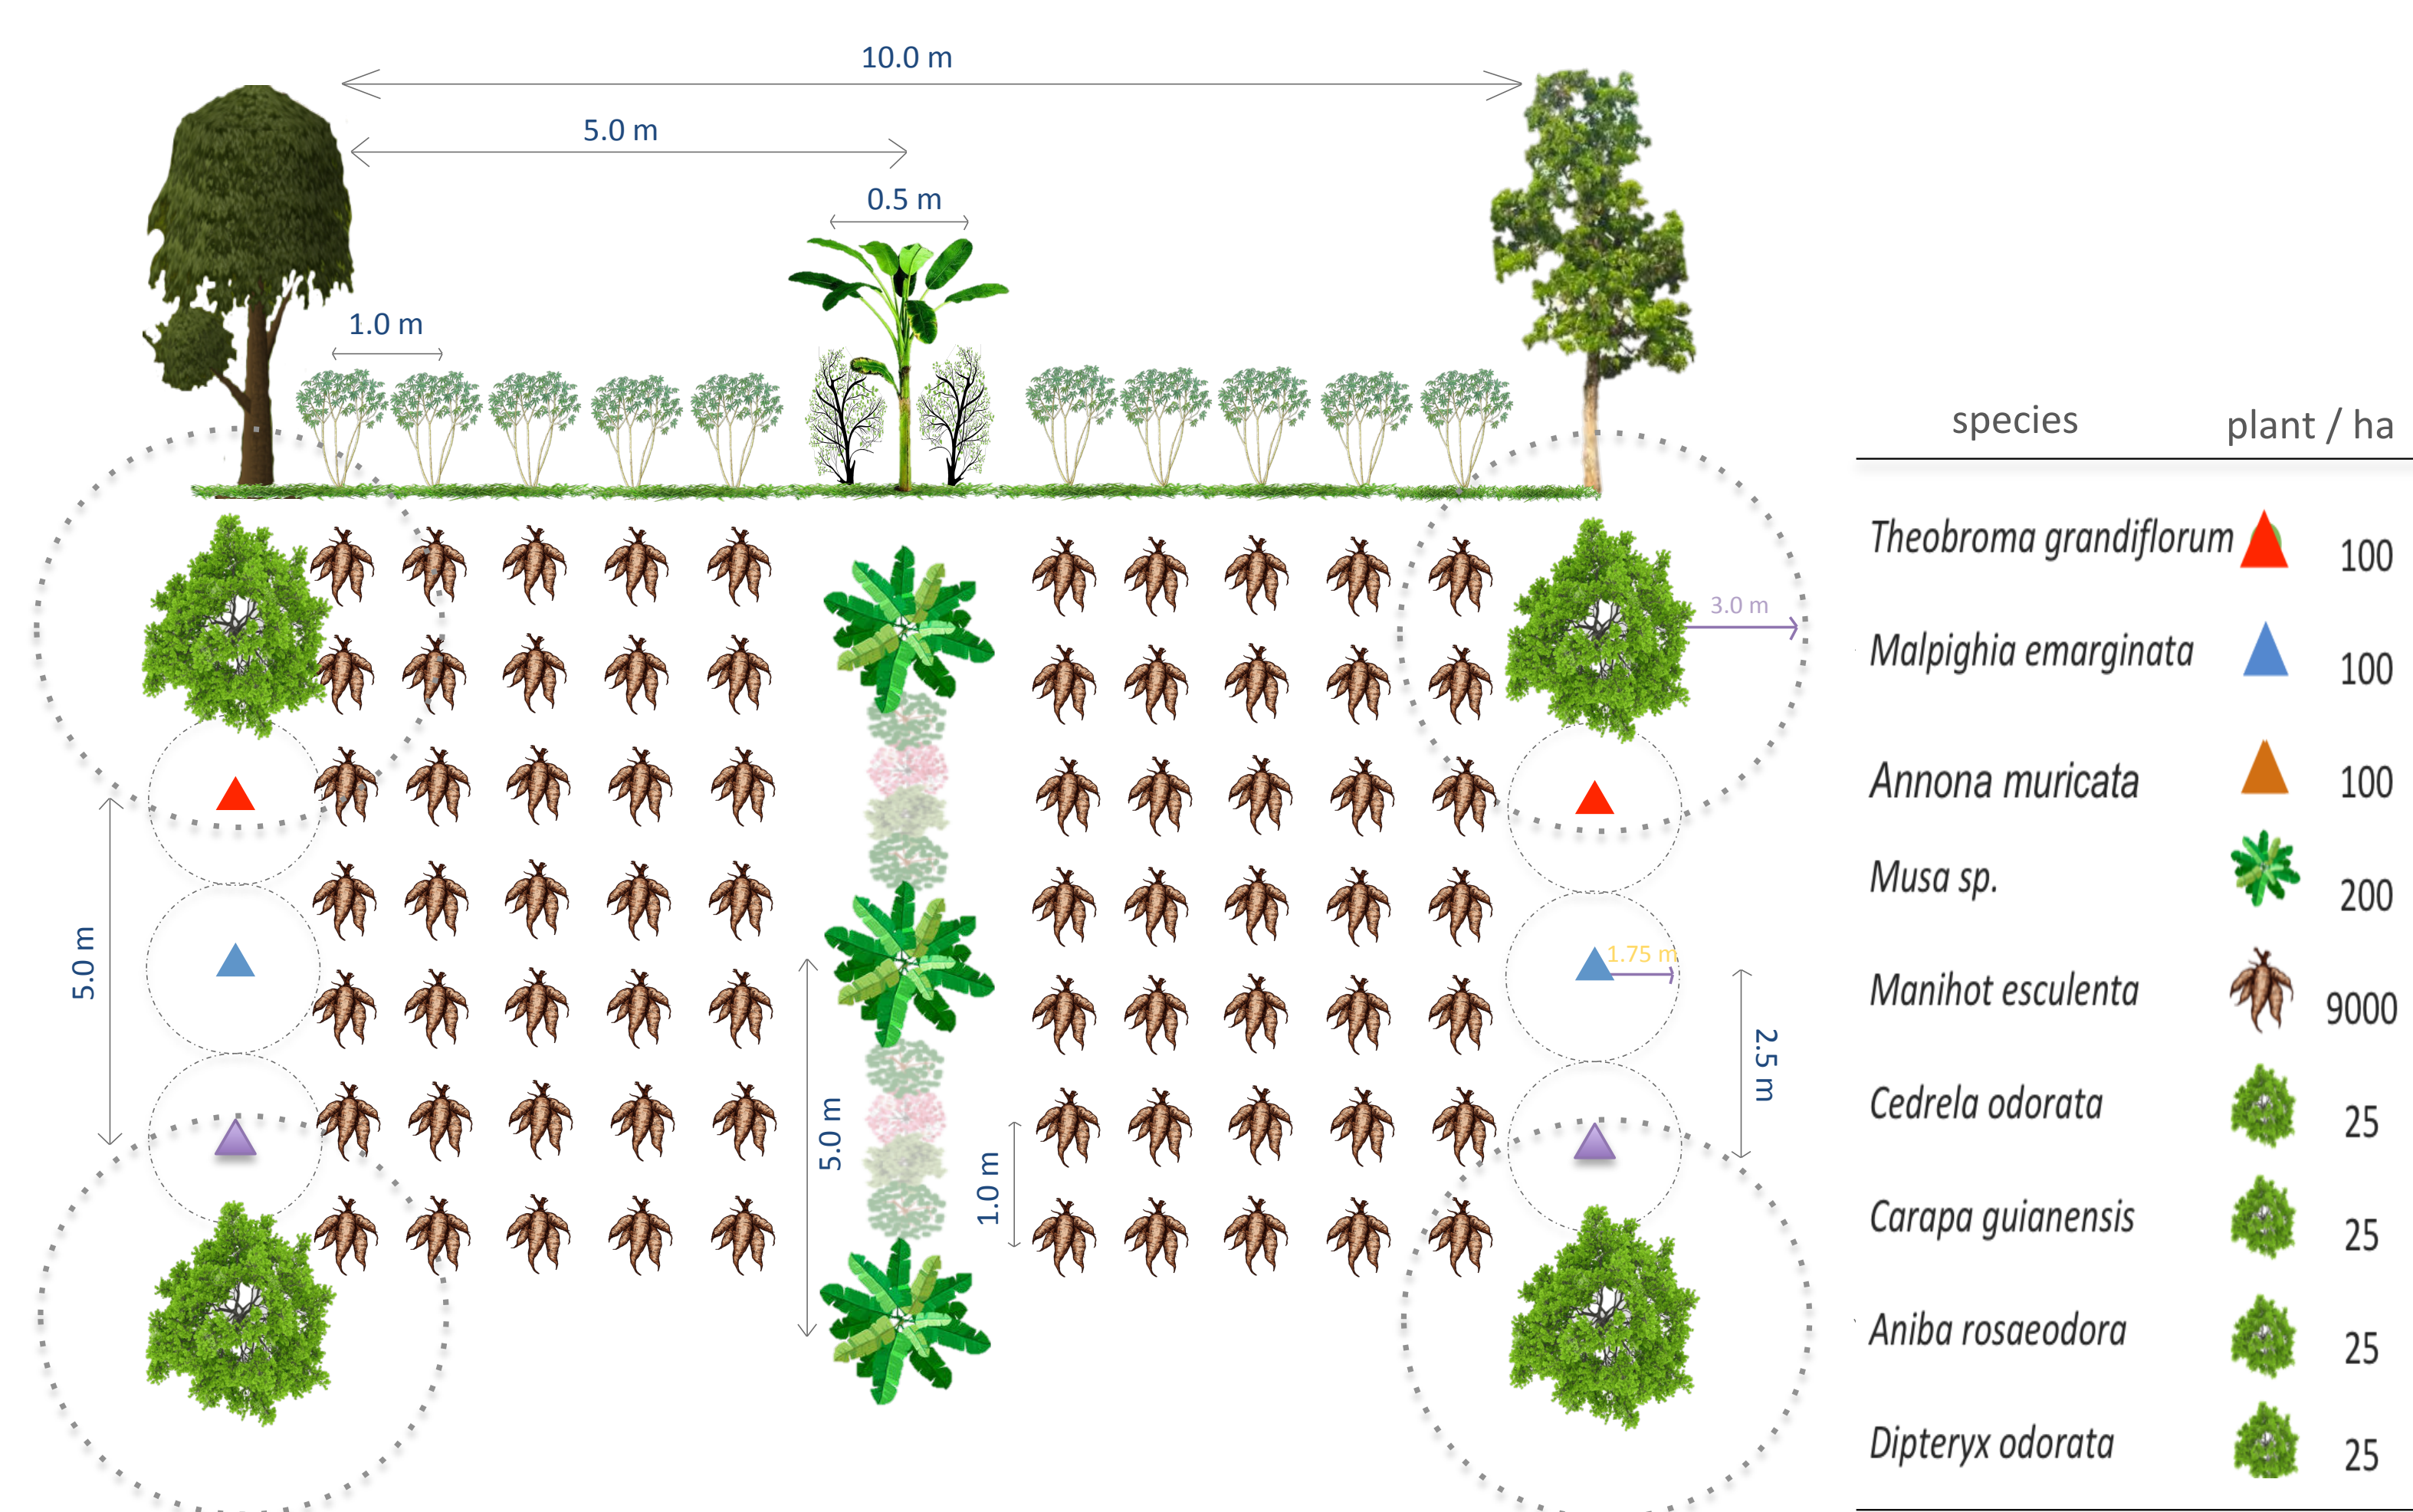 10.0 m
5.0 m
0.5 m
1.0 m
3.0 m
1.75 m
5.0 m
2.5 m
5.0 m
1.0 m
species plant / ha
Theobroma grandiflorum 100
Malpighia emarginata 100
Annona muricata 100
Musa sp. 200
Manihot esculenta 9000
Cedrela odorata 25
Carapa guianensis 25
Aniba rosaeodora 25
Dipteryx odorata 25